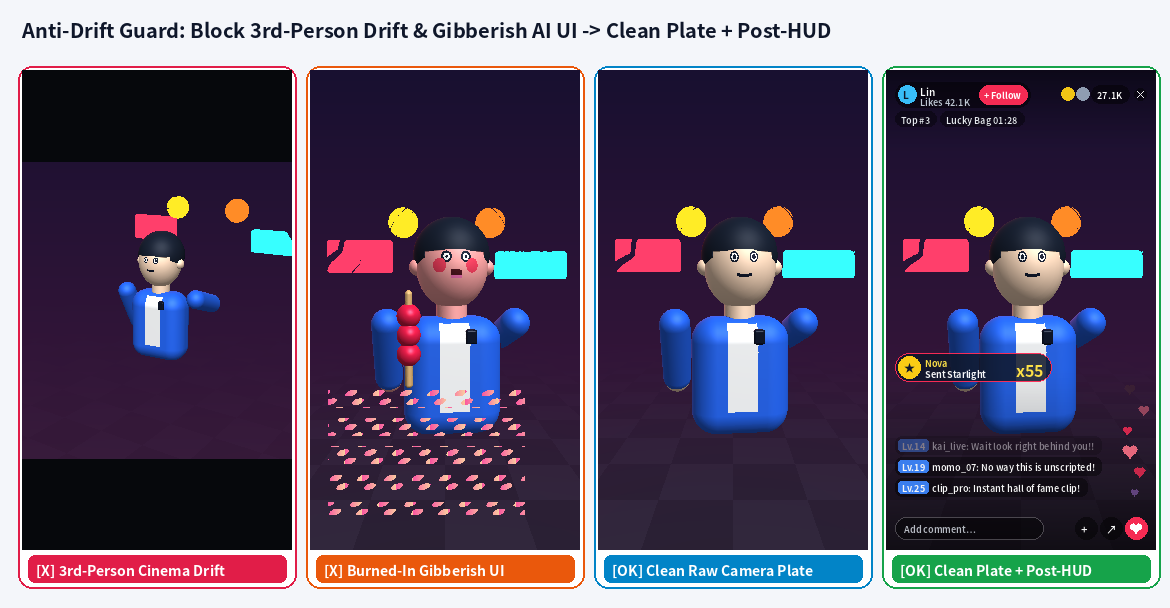 Anti-Drift Guard: Block 3rd-Person Drift & Gibberish AI UI -> Clean Plate + Post-HUD
[X] 3rd-Person Cinema Drift
[X] Burned-In Gibberish UI
[OK] Clean Raw Camera Plate
L
Lin
Likes 42.1K
+ Follow
27.1K
×
Top #3
Lucky Bag 01:28
★
Nova
Sent Starlight
x55
Lv.14 kai_live: Wait look right behind you!!
Lv.19 momo_07: No way this is unscripted!
Lv.25 clip_pro: Instant hall of fame clip!
Add comment...
+
↗
[OK] Clean Plate + Post-HUD